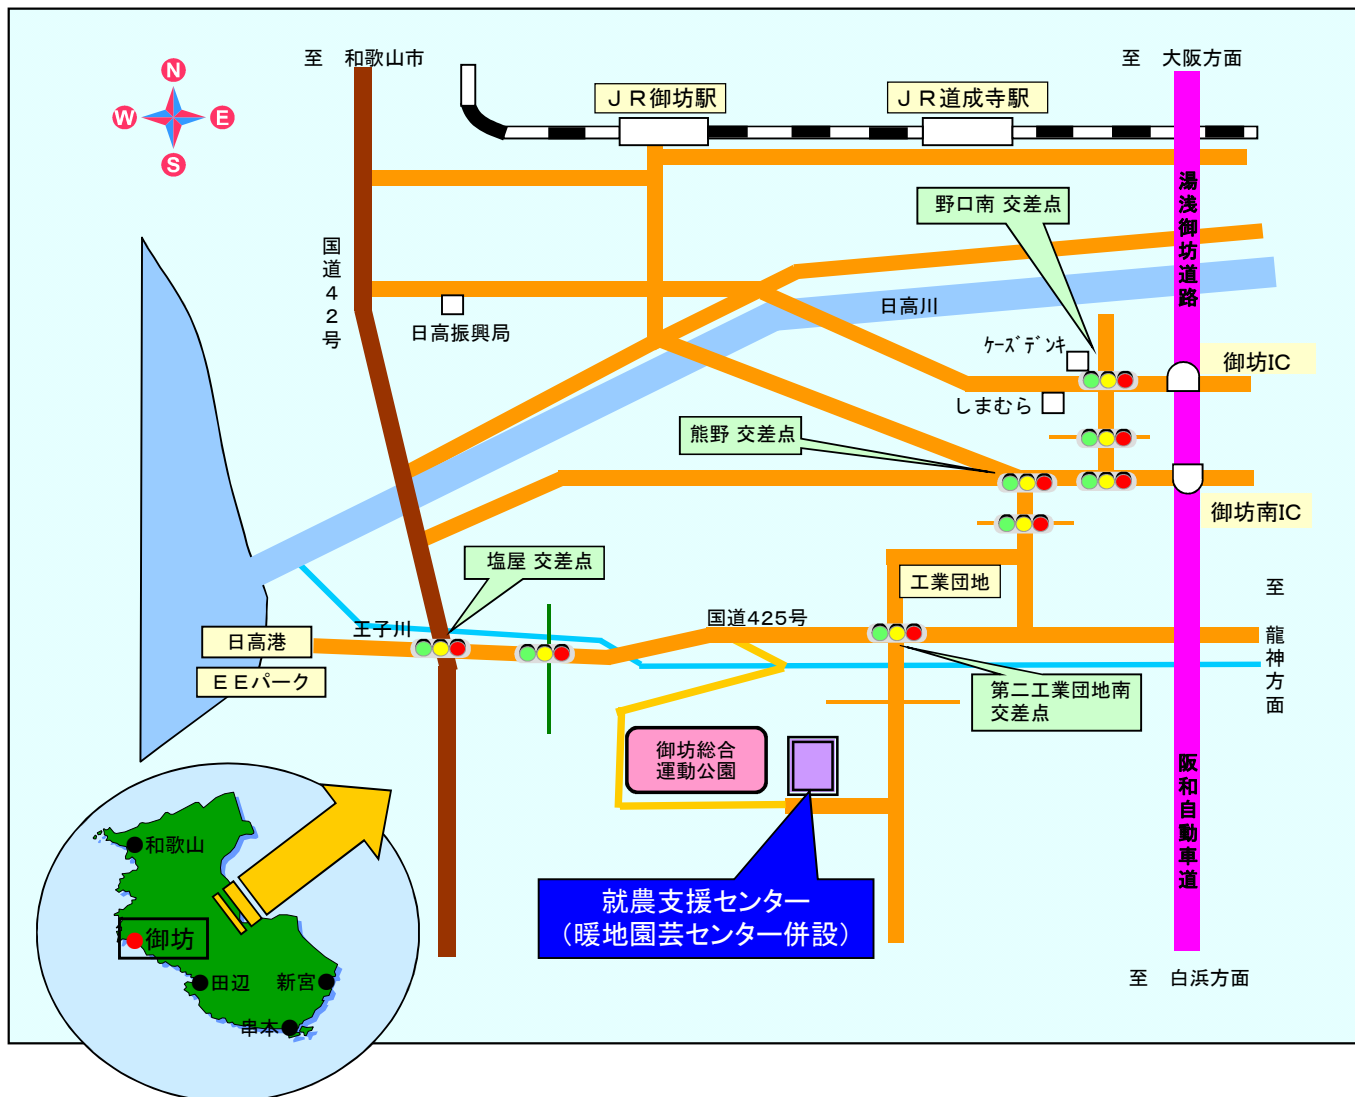 至　和歌山市
至　大阪方面
N
W
E
S
ＪＲ御坊駅
ＪＲ道成寺駅
湯浅御坊道路
野口南 交差点
国道４２号
日高川
日高振興局
ｹｰｽﾞﾃﾞﾝｷ
御坊IC
しまむら
熊野 交差点
御坊南IC
塩屋 交差点
工業団地
至　龍神方面
国道425号
王子川
日高港
ＥＥパーク
第二工業団地南
交差点
御坊総合
運動公園
阪和自動車道
和歌山
御坊
田辺
新宮
串本
就農支援センター
（暖地園芸センター併設）
至　白浜方面